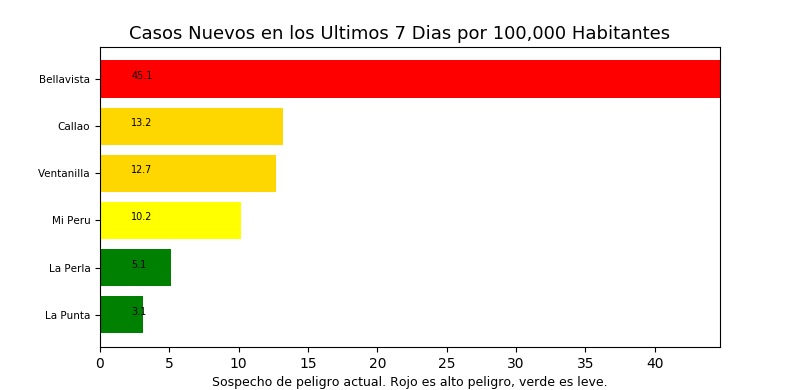 Casos Nuevos en los Ultimos 7 Dias por 100,000 Habitantes
Bellavista 45.1
Callao 13.2
Ventanilla 12.7
Mi Peru 10.2
La Perla 5.1
La Punta 3.1
0 5 10 15 20 25 30 35 40
Sospecho de peligro actual. Rojo es alto peligro, verde es leve.